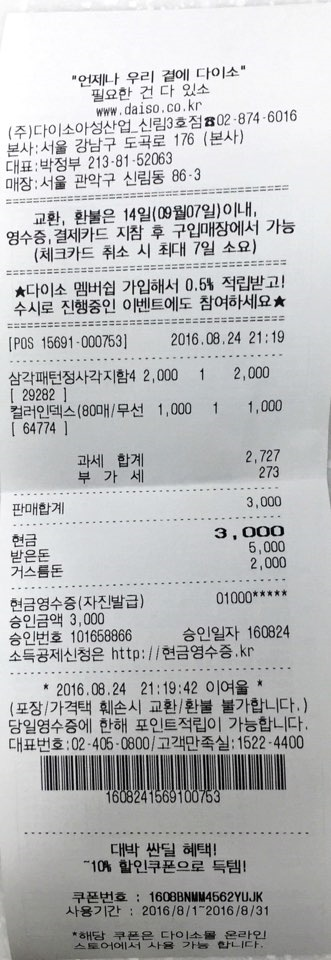 "언제나 우리 곁에 다이소"
필요한 건 다 있소
www.daiso.co.kr
(주)다이소아성산업_신림3호점☎02-874-6016
본사:서울 강남구 도곡로 176 (본사)
대표:박정부 213-81-52063
매장:서울 관악구 신림동 86-3
교환, 환불은 14일(09월07일)이내,
영수증,결제카드 지참 후 구입매장에서 가능
(체크카드 취소 시 최대 7일 소요)
★다이소 멤버쉽 가입해서 0.5% 적립받고!
수시로 진행중인 이벤트에도 참여하세요★
[POS 15691-000753] 2016.08.24 21:19
삼각패턴정사각지함4 2,000 1 2,000
[ 29282 ]
컬러인덱스(80매/무선 1,000 1 1,000
[ 64774 ]
과세 합계 2,727
부 가 세 273
판매합계 3,000
현금 3,000
받은돈 5,000
거스름돈 2,000
현금영수증(자진발급) 01000*****
승인금액 3,000
승인번호 101658866 승인일자 160824
소득공제신청은 http://현금영수증.kr
* 2016.08.24 21:19:42 이여울 *
(포장/가격택 훼손시 교환/환불 불가합니다.)
당일영수증에 한해 포인트적립이 가능합니다.
대표번호:02-405-0800/고객만족실:1522-4400
1608241569100753
대박 싼딜 혜택!
~10% 할인쿠폰으로 득템!
쿠폰번호 : 1608BNMM4562YUJK
사용기간 : 2016/8/1~2016/8/31
*해당 쿠폰은 다이소몰 온라인
스토어에서 사용 가능 합니다.